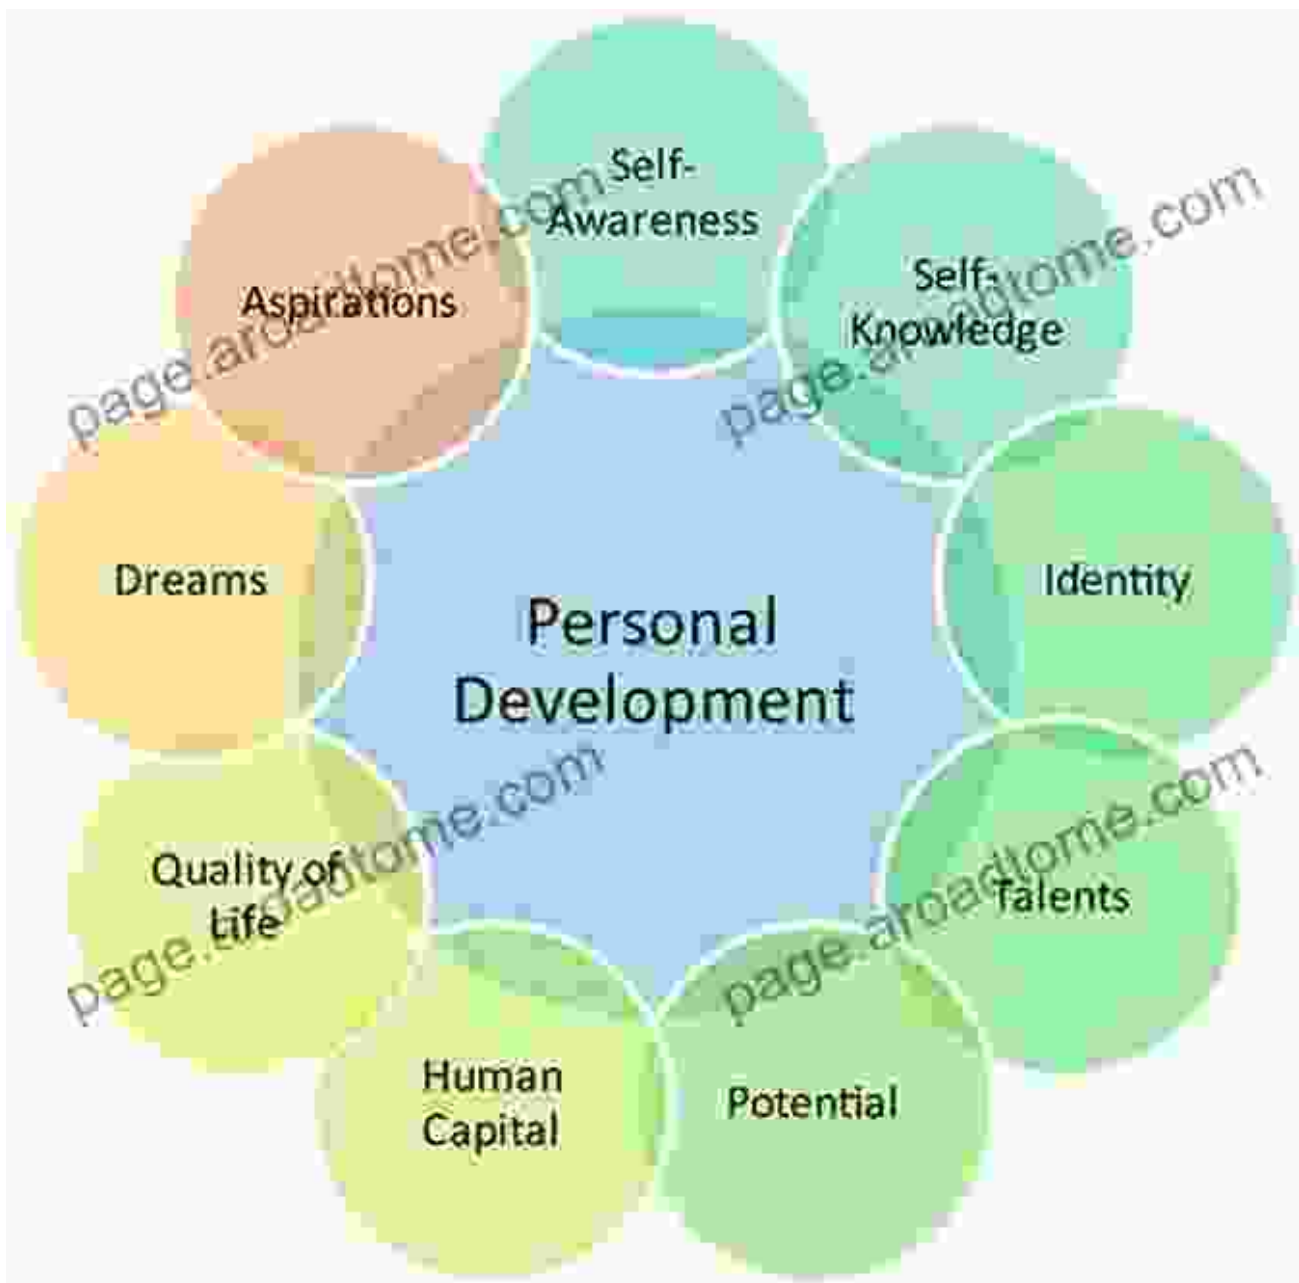 Self-
Awareness
Self-
Knowledge
Identity
Talents
Potential
Human
Capital
Quality of
Life
Dreams
Aspirations
Personal
Development
page.aroadtome.com
page.aroadtome.com
page.aroadtome.com
page.aroadtome.com